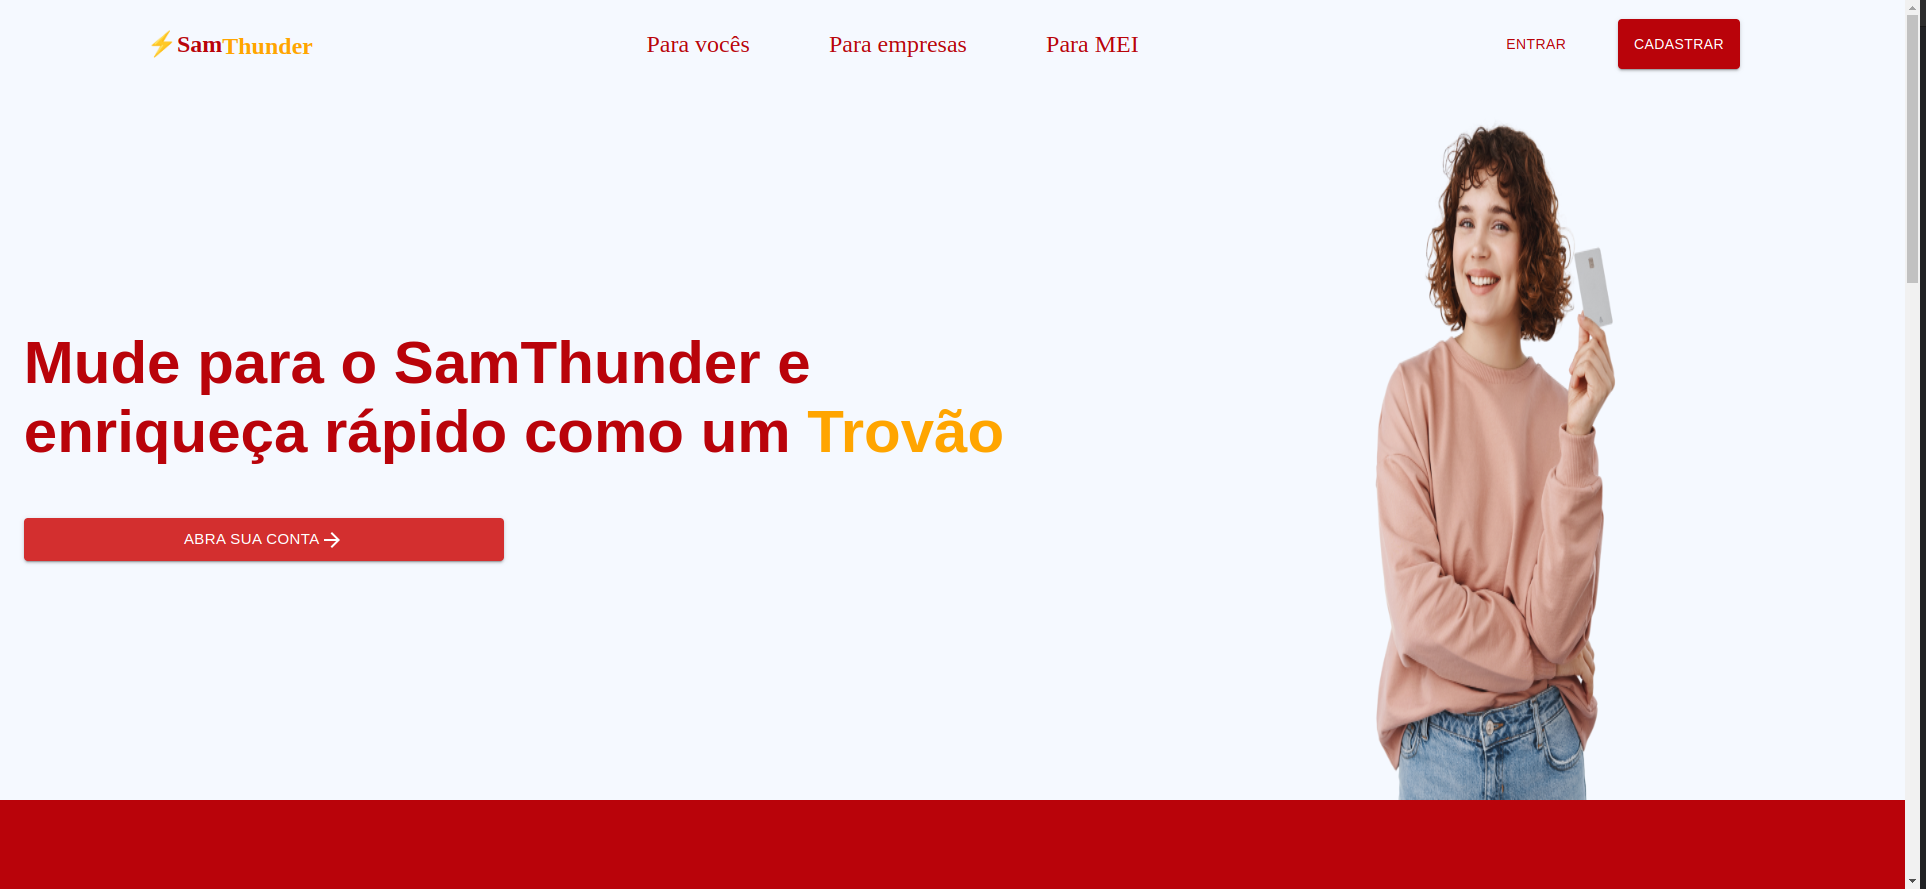 ⚡SamThunder
Para vocês
Para empresas
Para MEI
ENTRAR
CADASTRAR
Mude para o SamThunder e
enriqueça rápido como um Trovão
ABRA SUA CONTA →